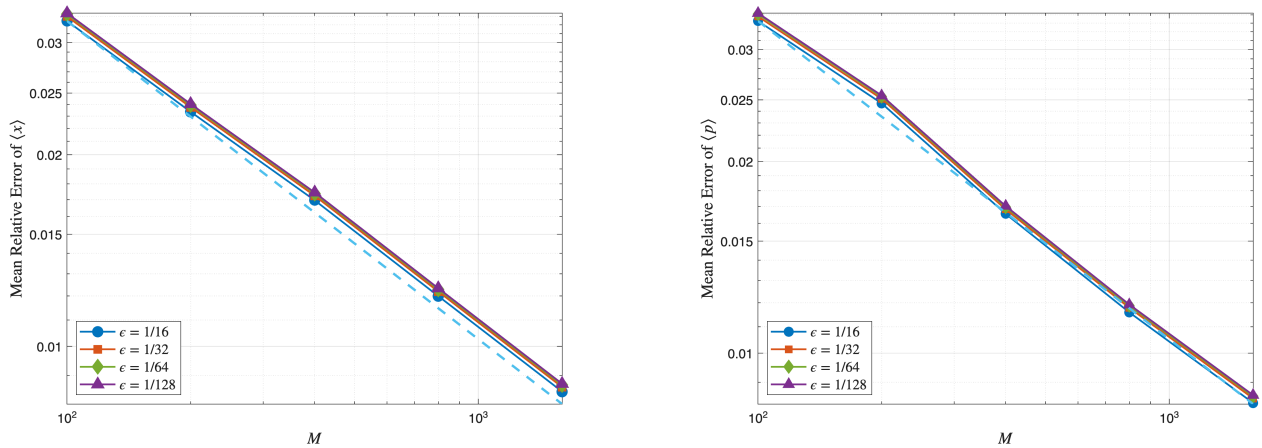 Mean Relative Error of ⟨x⟩
0.03
0.025
0.02
0.015
0.01
ϵ = 1/16
ϵ = 1/32
ϵ = 1/64
ϵ = 1/128
10²
10³
M
Mean Relative Error of ⟨p⟩
0.03
0.025
0.02
0.015
0.01
ϵ = 1/16
ϵ = 1/32
ϵ = 1/64
ϵ = 1/128
10²
10³
M